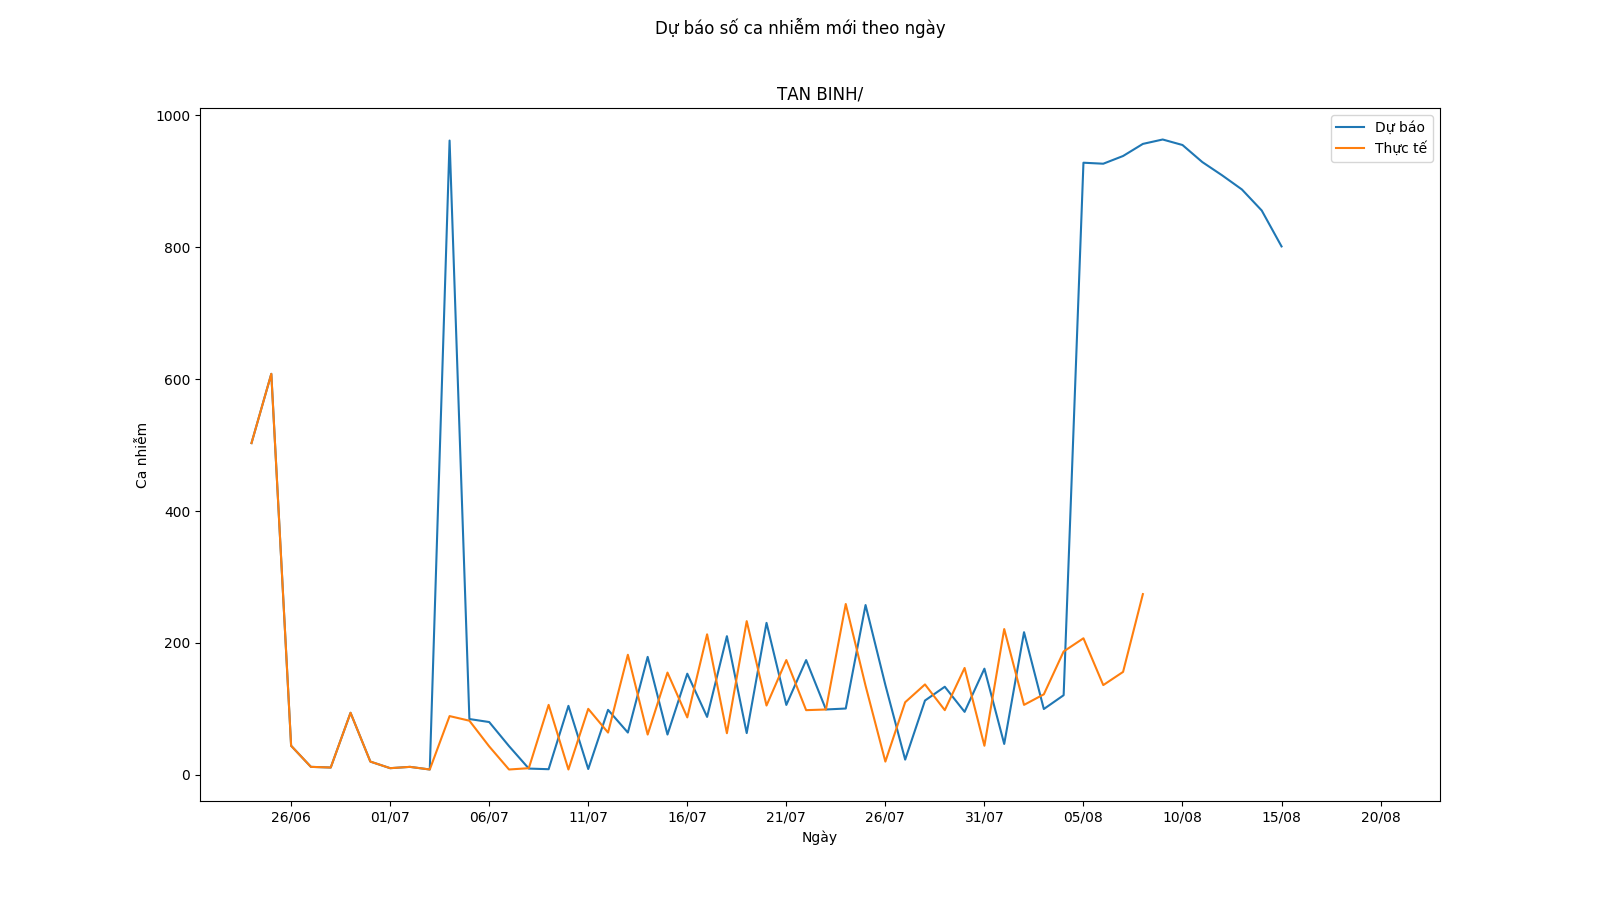 Dự báo số ca nhiễm mới theo ngày
TAN BINH/
Dự báo
Thực tế
1000
800
600
400
200
0
Ca nhiễm
26/06 01/07 06/07 11/07 16/07 21/07 26/07 31/07 05/08 10/08 15/08 20/08
Ngày